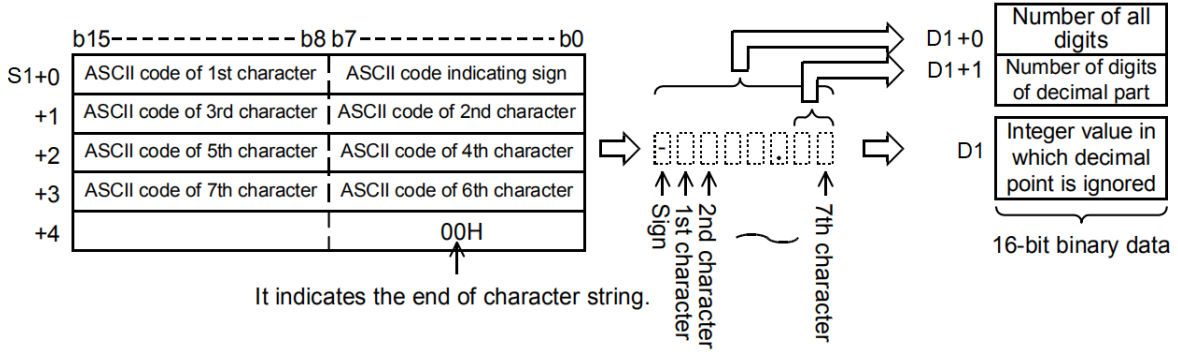 b15 b8 b7 b0
S1+0 ASCII code of 1st character ASCII code indicating sign
+1 ASCII code of 3rd character ASCII code of 2nd character
+2 ASCII code of 5th character ASCII code of 4th character
+3 ASCII code of 7th character ASCII code of 6th character
+4 00H
It indicates the end of character string.
- .
Sign
1st character
2nd character
7th character
D1+0 Number of all
digits
D1+1 Number of digits
of decimal part
D1 Integer value in
which decimal
point is ignored
16-bit binary data